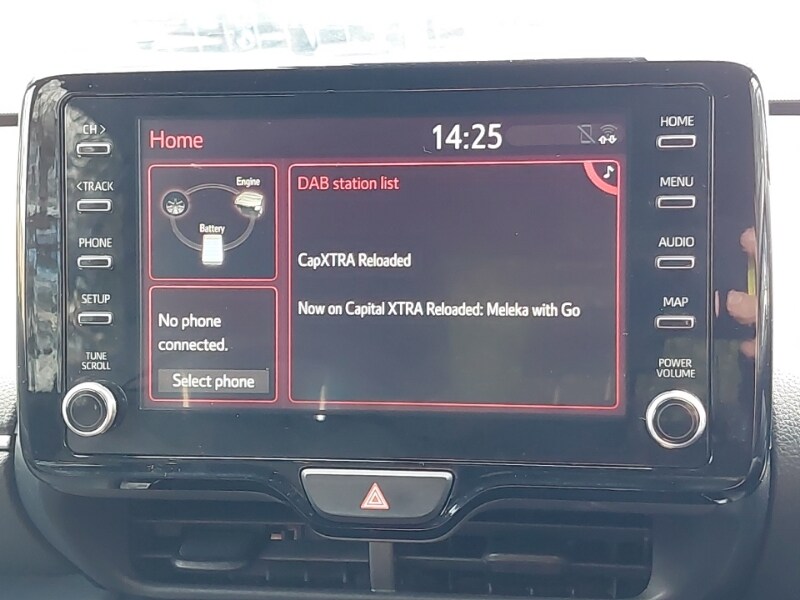 Home
14:25
Engine
Battery
No phone
connected.
Select phone
DAB station list
CapXTRA Reloaded
Now on Capital XTRA Reloaded: Meleka with Go
CH >
<TRACK
PHONE
SETUP
TUNE
SCROLL
HOME
MENU
AUDIO
MAP
POWER
VOLUME